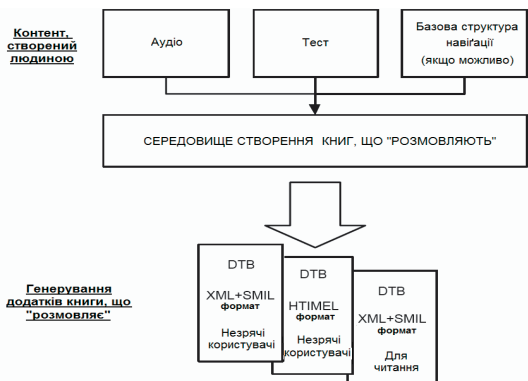 Контент,
створений
людиною
Аудіо
Тест
Базова структура
навіґації
(якщо можливо)
СЕРЕДОВИЩЕ СТВОРЕННЯ КНИГ, ЩО "РОЗМОВЛЯЮТЬ"
Генерування
додатків книги, що
"розмовляє"
DTB
XML+SMIL
формат
Незрячі
користувачі
DTB
HTIMEL
формат
Незрячі
користувачі
DTB
XML+SMIL
формат
Для
читання